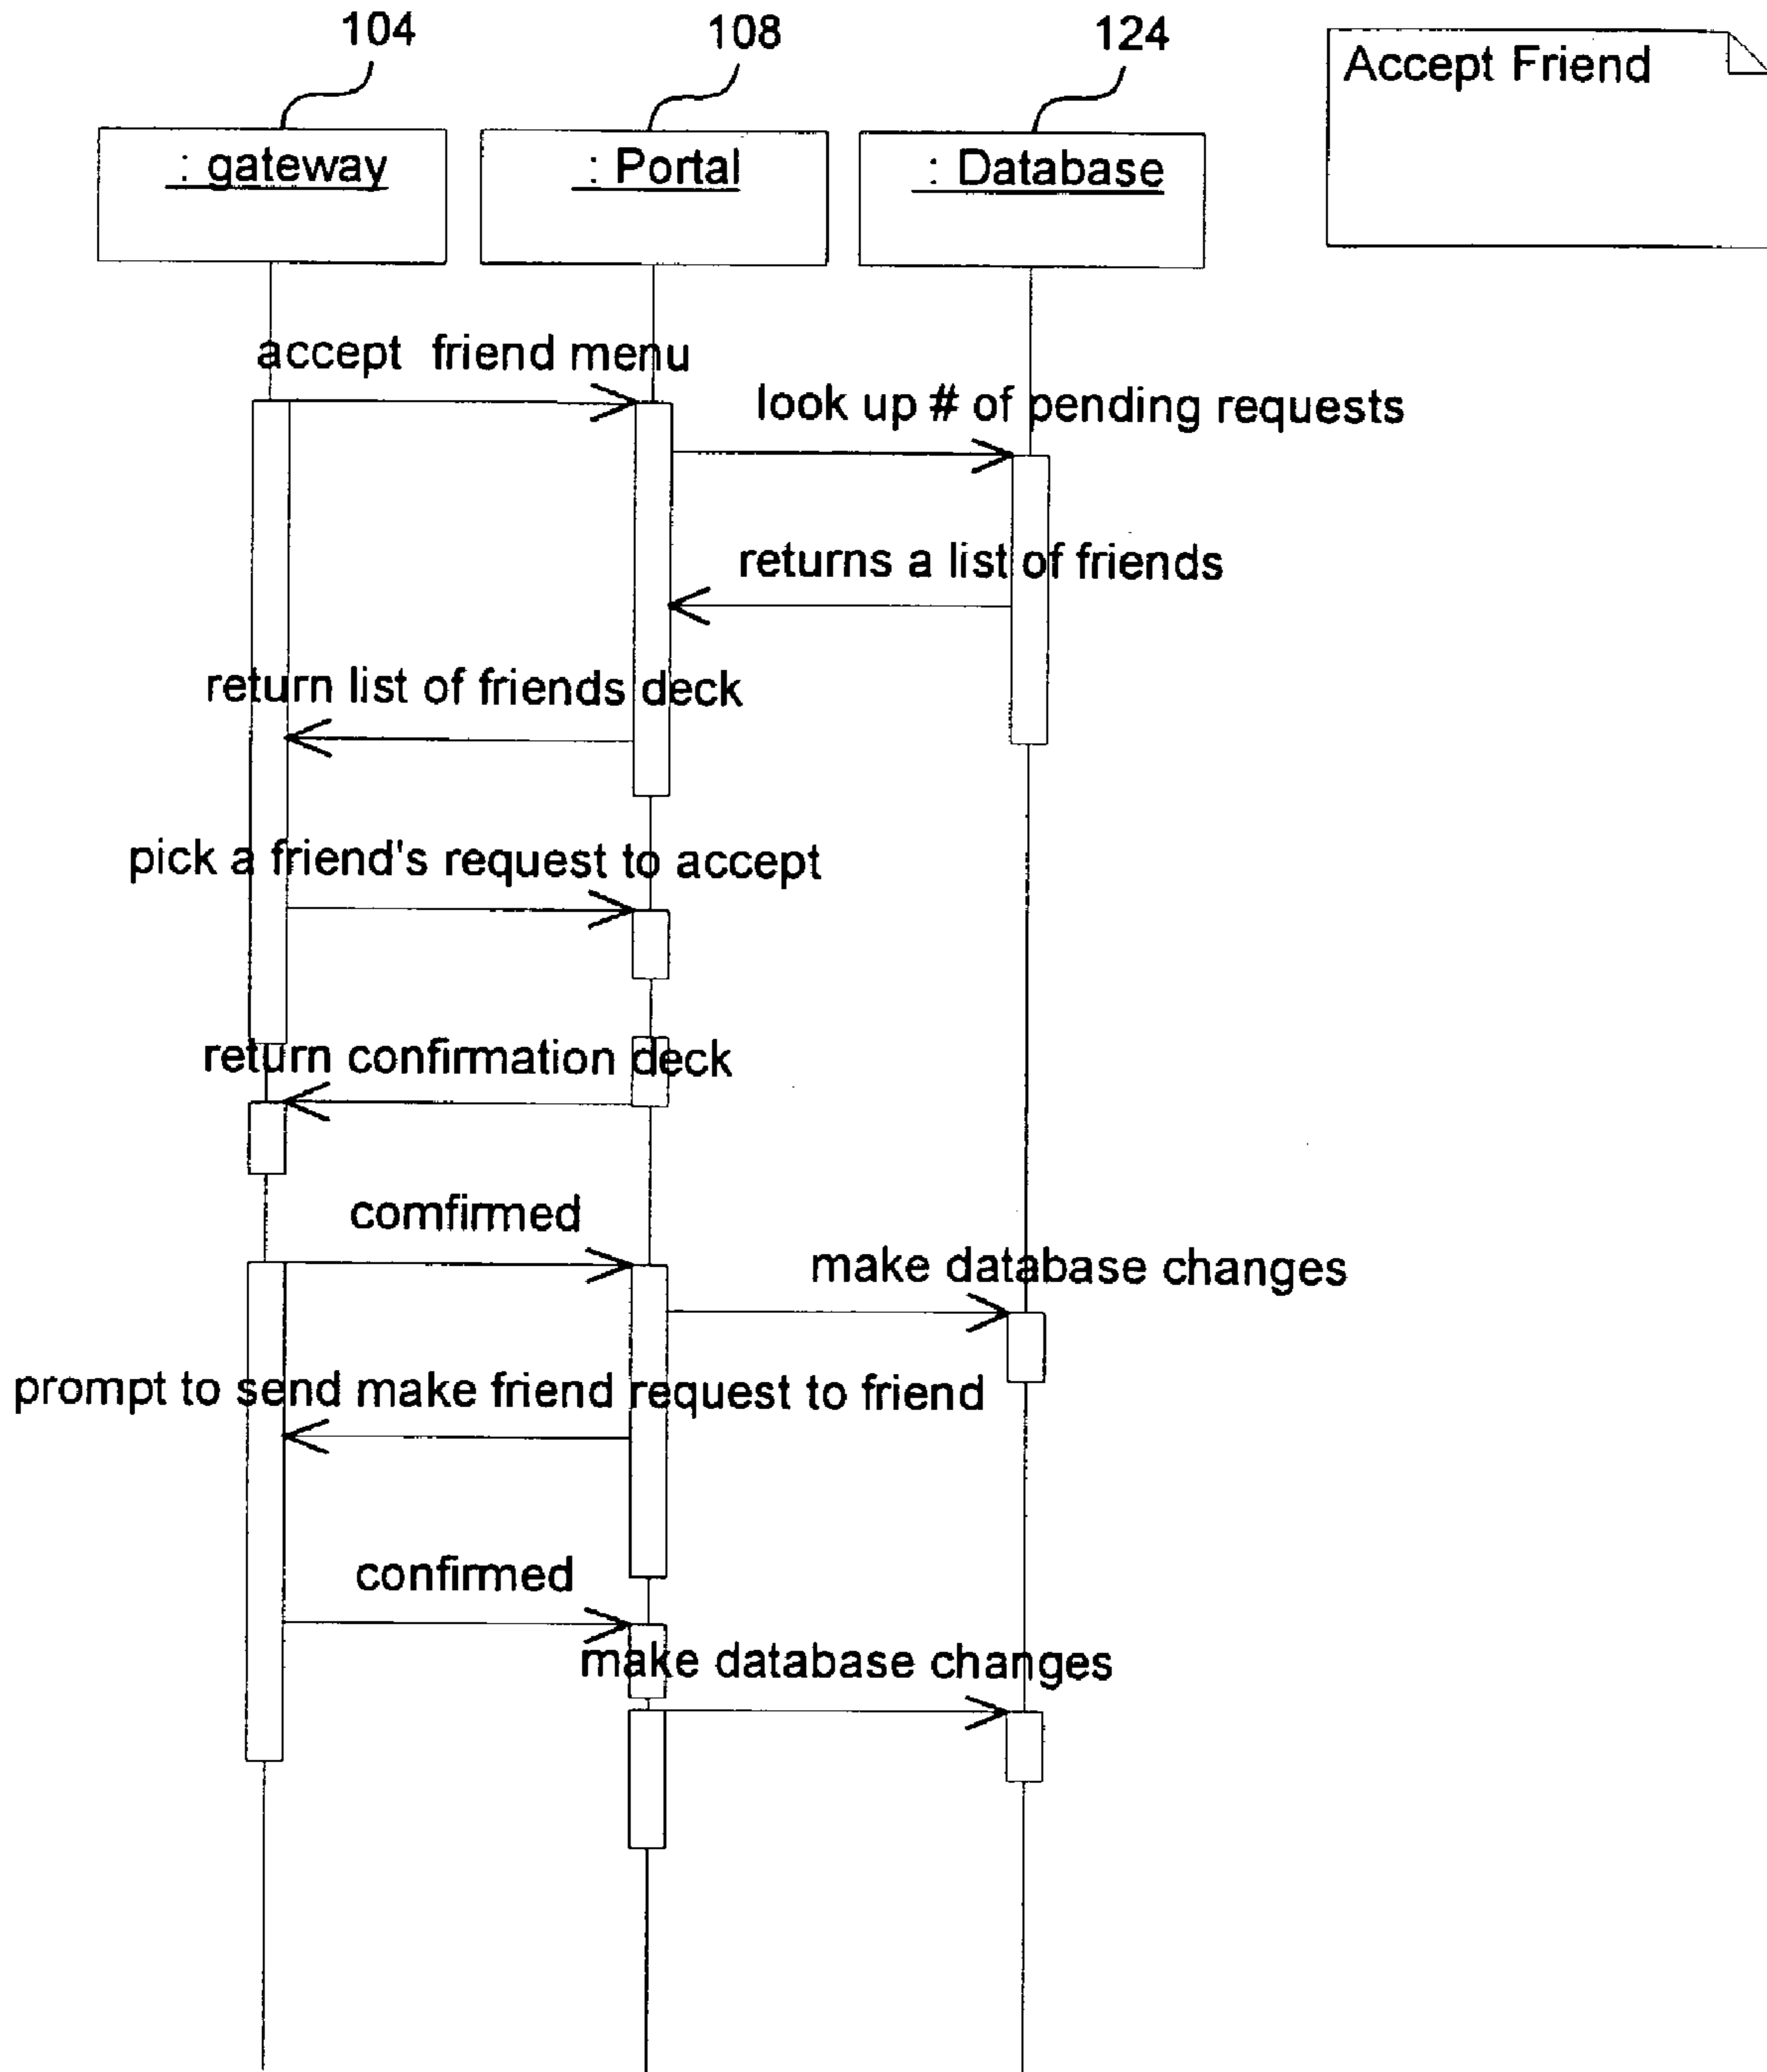 104
108
124
Accept Friend
: gateway
: Portal
: Database
accept friend menu
look up # of pending requests
returns a list of friends
return list of friends deck
pick a friend's request to accept
return confirmation deck
comfirmed
make database changes
prompt to send make friend request to friend
confirmed
make database changes